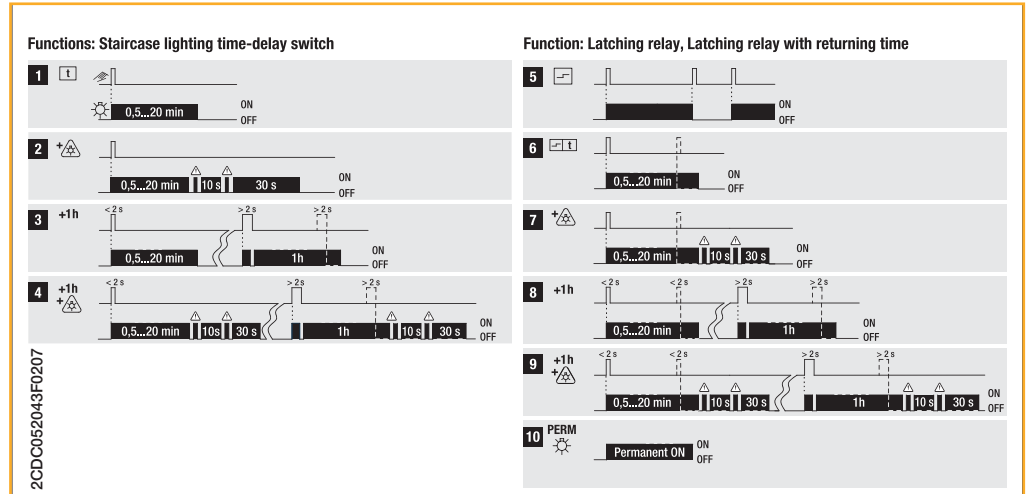 Functions: Staircase lighting time-delay switch
1 t
0,5...20 min ON
OFF
2 +
0,5...20 min 10 s 30 s ON
OFF
3 +1h < 2 s > 2 s > 2 s
0,5...20 min 1h ON
OFF
4 +1h + < 2 s > 2 s > 2 s
0,5...20 min 10s 30 s 1h 10 s 30 s ON
OFF
2CDC052043F0207
Function: Latching relay, Latching relay with returning time
5
ON
OFF
6 t
0,5...20 min ON
OFF
7 +
0,5...20 min 10 s 30 s ON
OFF
8 +1h < 2 s < 2 s > 2 s > 2 s
0,5...20 min 1h ON
OFF
9 +1h + < 2 s < 2 s > 2 s > 2 s
0,5...20 min 10 s 30 s 1h 10 s 30 s ON
OFF
10 PERM
Permanent ON ON
OFF